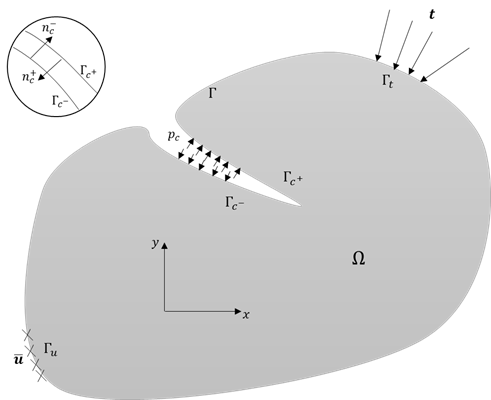 n_c^-
n_c^+
Γ_{c^+}
Γ_{c^-}
t
Γ_t
Γ
p_c
Γ_{c^+}
Γ_{c^-}
y
x
Ω
Γ_u
ū